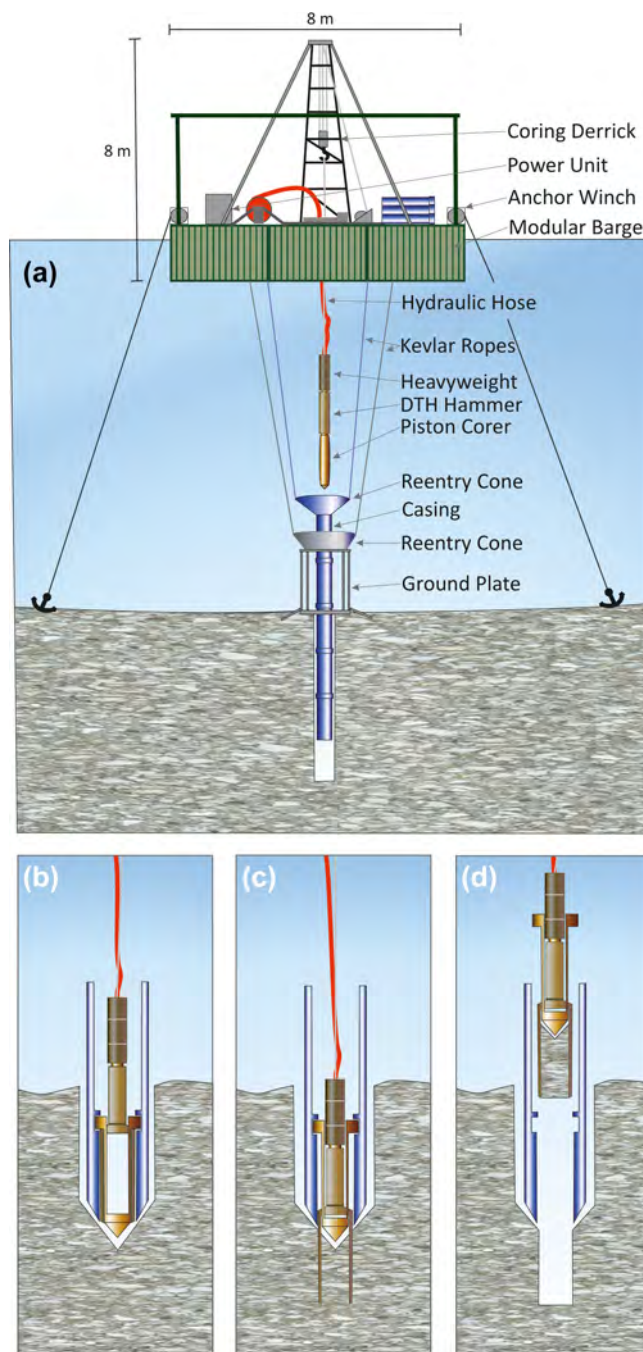 8 m
8 m
Coring Derrick
Power Unit
Anchor Winch
Modular Barge
(a)
Hydraulic Hose
Kevlar Ropes
Heavyweight
DTH Hammer
Piston Corer
Reentry Cone
Casing
Reentry Cone
Ground Plate
(b)
(c)
(d)